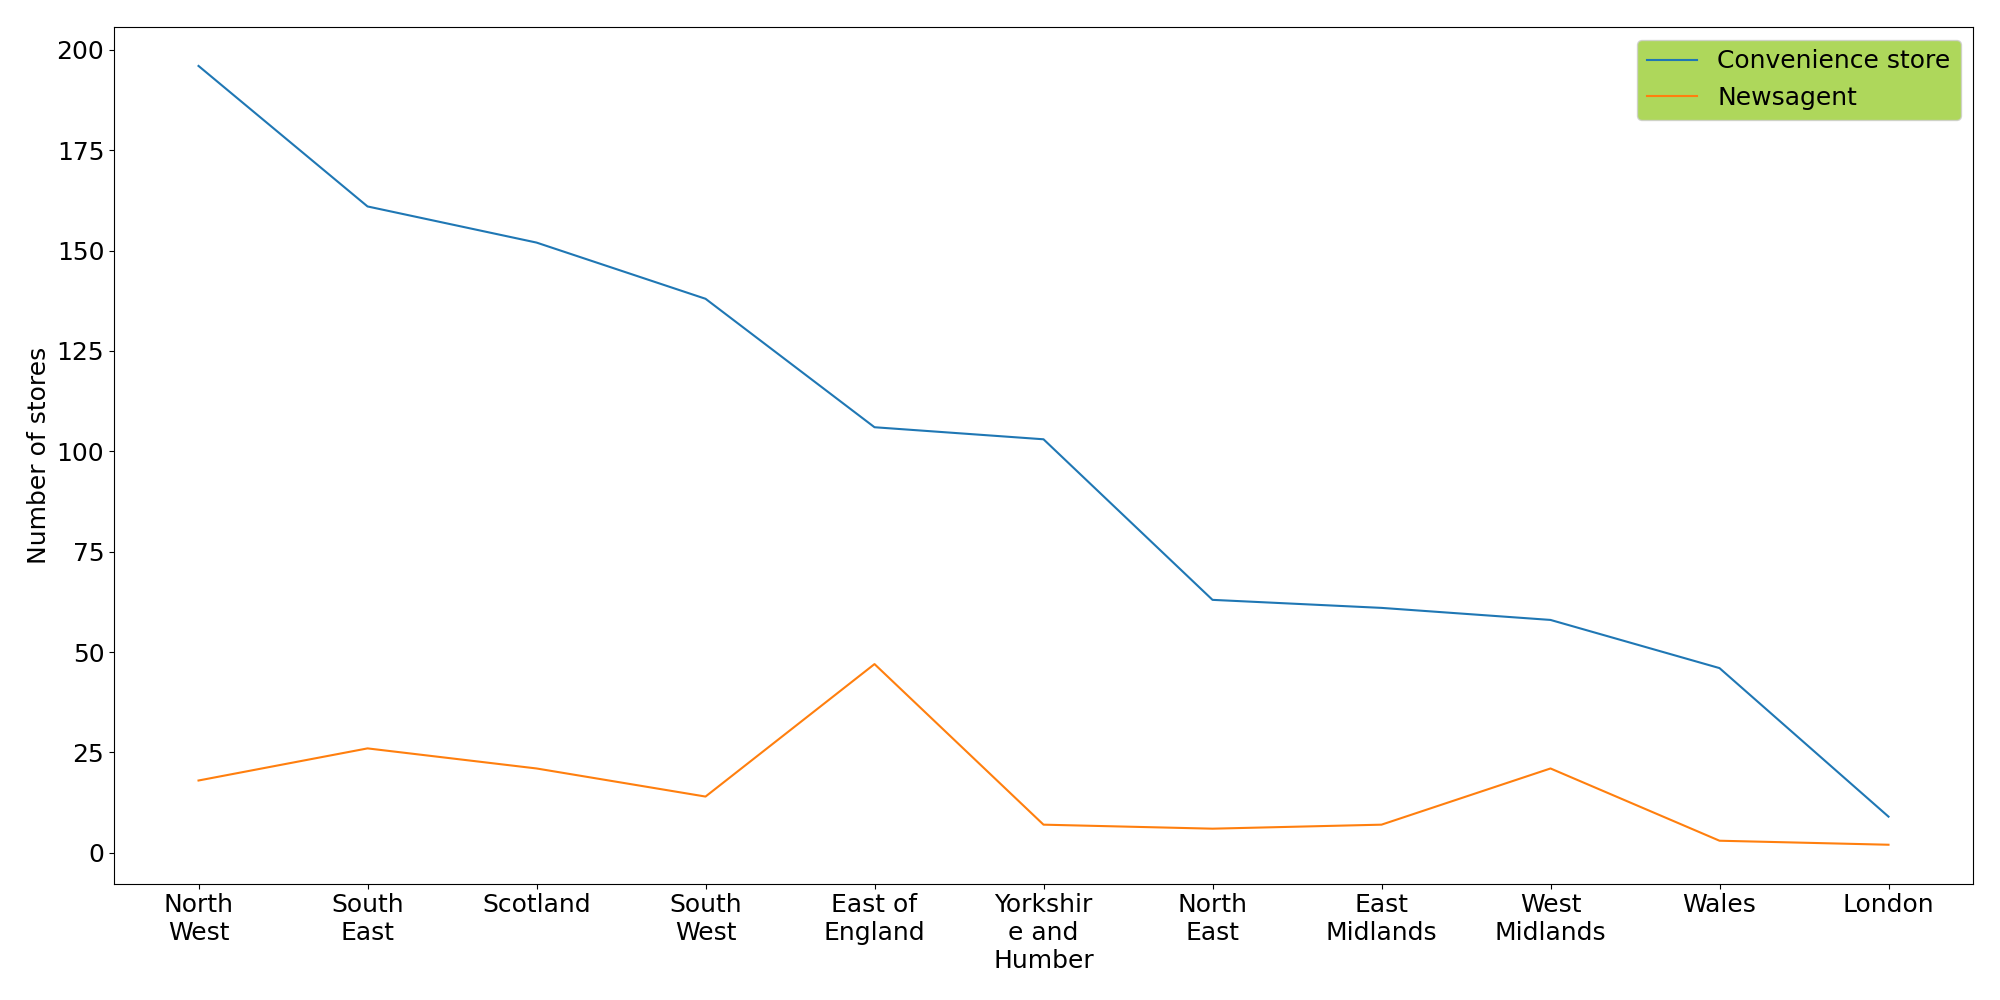 200
175
150
125
100
75
50
25
0
Number of stores
Convenience store
Newsagent
North
West
South
East
Scotland
South
West
East of
England
Yorkshir
e and
Humber
North
East
East
Midlands
West
Midlands
Wales
London